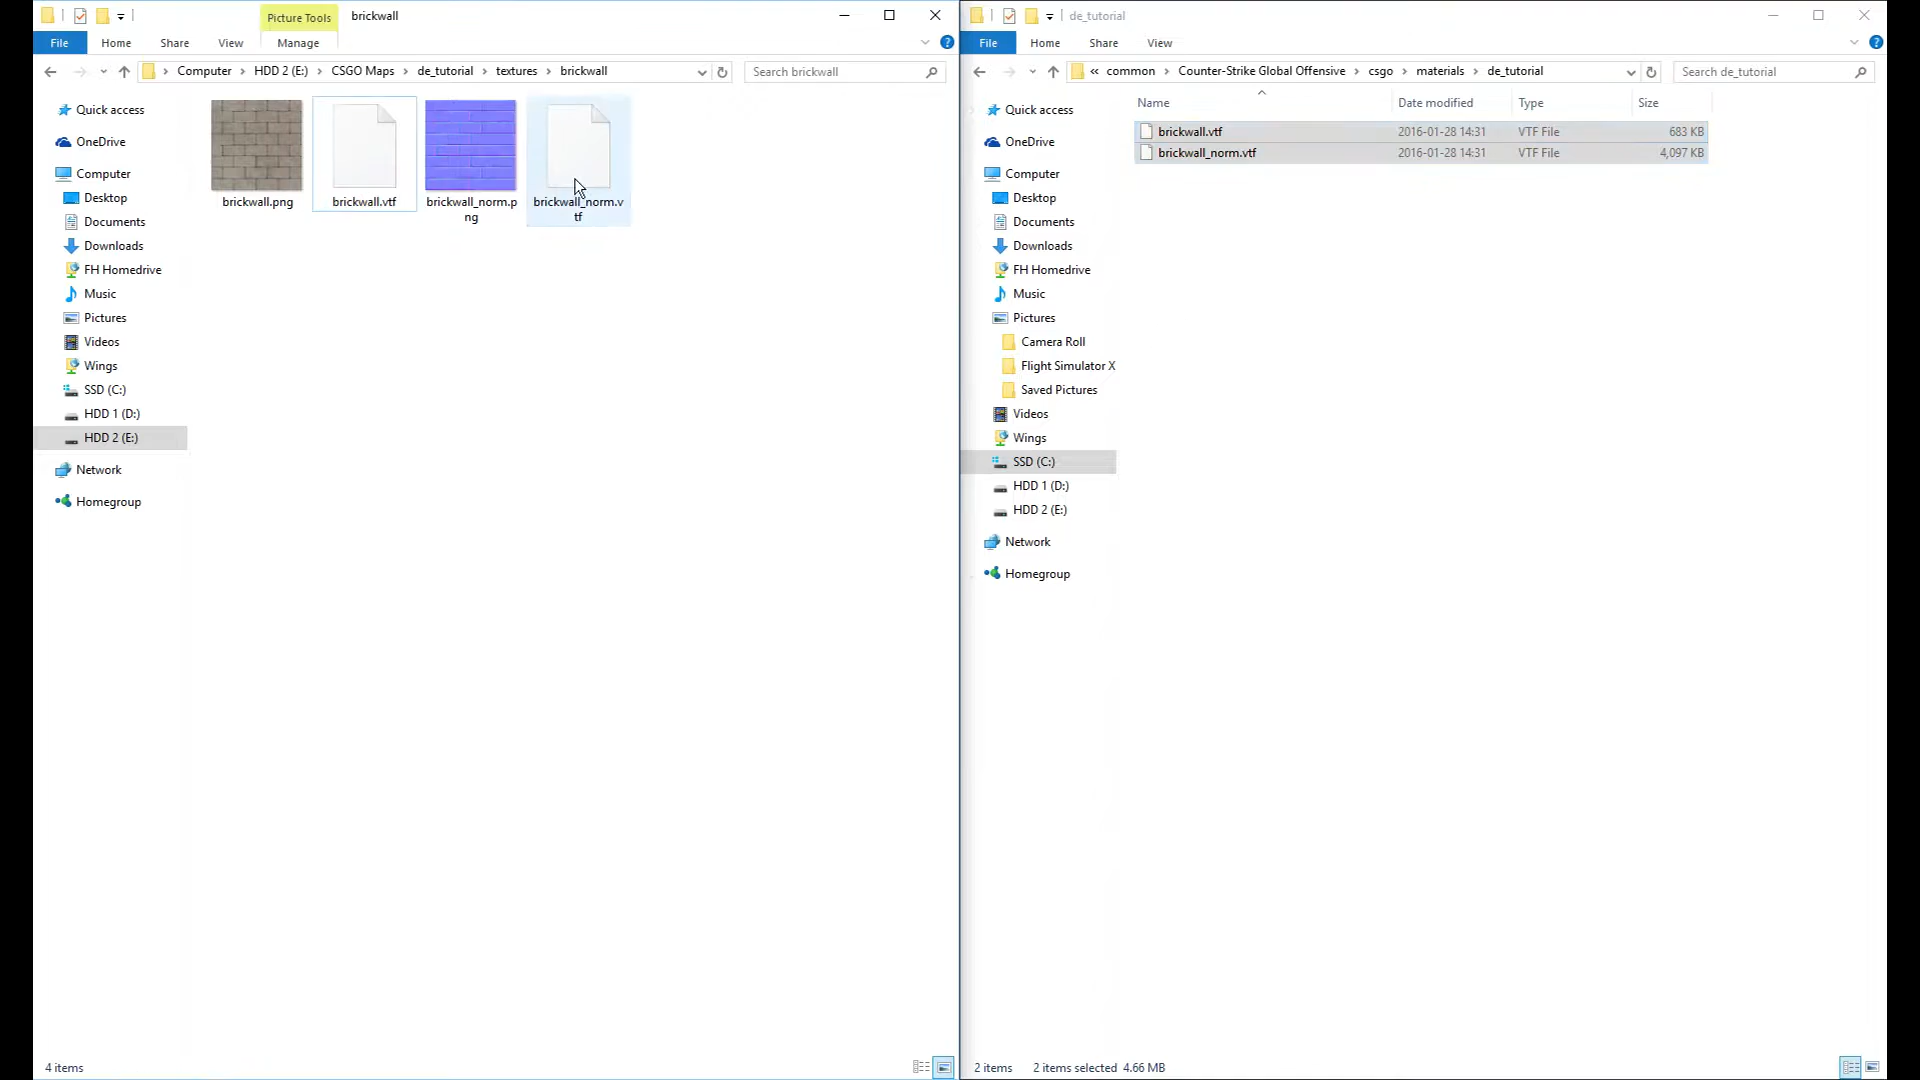 Picture Tools
brickwall
File
Home
Share
View
Manage
Computer
HDD 2 (E:)
CSGO Maps
de_tutorial
textures
brickwall
Search brickwall
Quick access
OneDrive
Computer
Desktop
Documents
Downloads
FH Homedrive
Music
Pictures
Videos
Wings
SSD (C:)
HDD 1 (D:)
HDD 2 (E:)
Network
Homegroup
brickwall.png
brickwall.vtf
brickwall_norm.p
ng
brickwall_norm.v
tf
4 items
de_tutorial
File
Home
Share
View
« common
Counter-Strike Global Offensive
csgo
materials
de_tutorial
Search de_tutorial
Quick access
OneDrive
Computer
Desktop
Documents
Downloads
FH Homedrive
Music
Pictures
Camera Roll
Flight Simulator X
Saved Pictures
Videos
Wings
SSD (C:)
HDD 1 (D:)
HDD 2 (E:)
Network
Homegroup
Name
Date modified
Type
Size
brickwall.vtf
2016-01-28 14:31
VTF File
683 KB
brickwall_norm.vtf
2016-01-28 14:31
VTF File
4,097 KB
2 items
2 items selected 4.66 MB